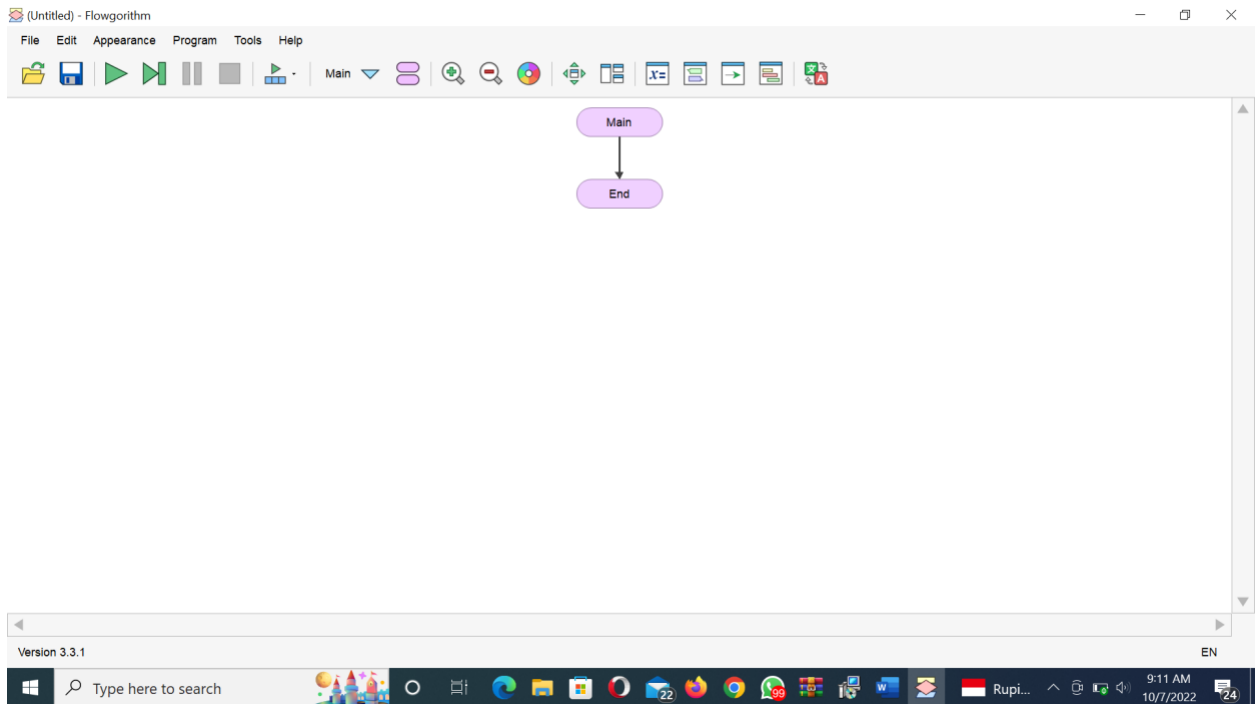 (Untitled) - Flowgorithm
File Edit Appearance Program Tools Help
Main
x=
文 A
Main
End
Version 3.3.1
EN
Type here to search
22
99
W
Rupi...
9:11 AM
10/7/2022
24